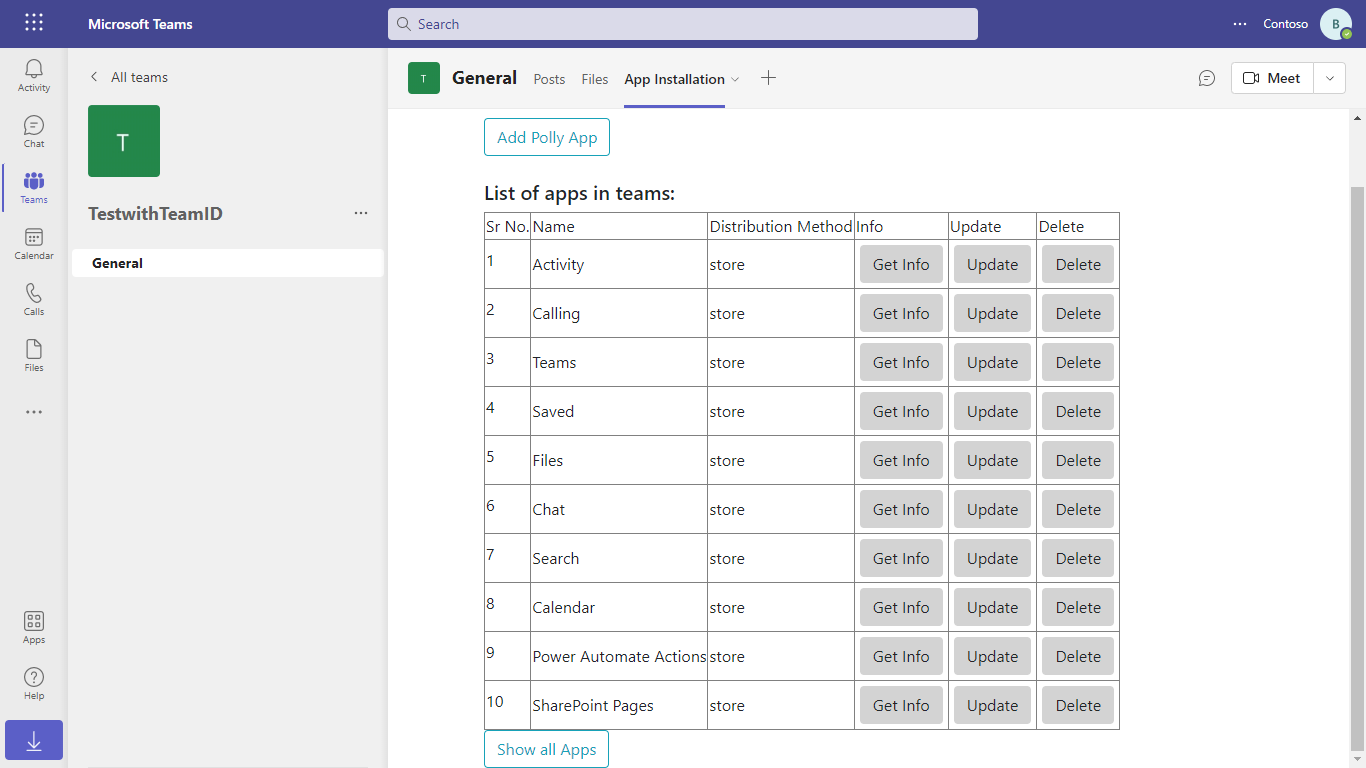 Microsoft Teams
Search
Contoso
B
Activity
Chat
Teams
Calendar
Calls
Files
Apps
Help
All teams
T
TestwithTeamID
General
T
General Posts Files App Installation
Meet
Add Polly App
List of apps in teams:
Sr No. Name Distribution Method Info Update Delete
1 Activity store Get Info Update Delete
2 Calling store Get Info Update Delete
3 Teams store Get Info Update Delete
4 Saved store Get Info Update Delete
5 Files store Get Info Update Delete
6 Chat store Get Info Update Delete
7 Search store Get Info Update Delete
8 Calendar store Get Info Update Delete
9 Power Automate Actions store Get Info Update Delete
10 SharePoint Pages store Get Info Update Delete
Show all Apps